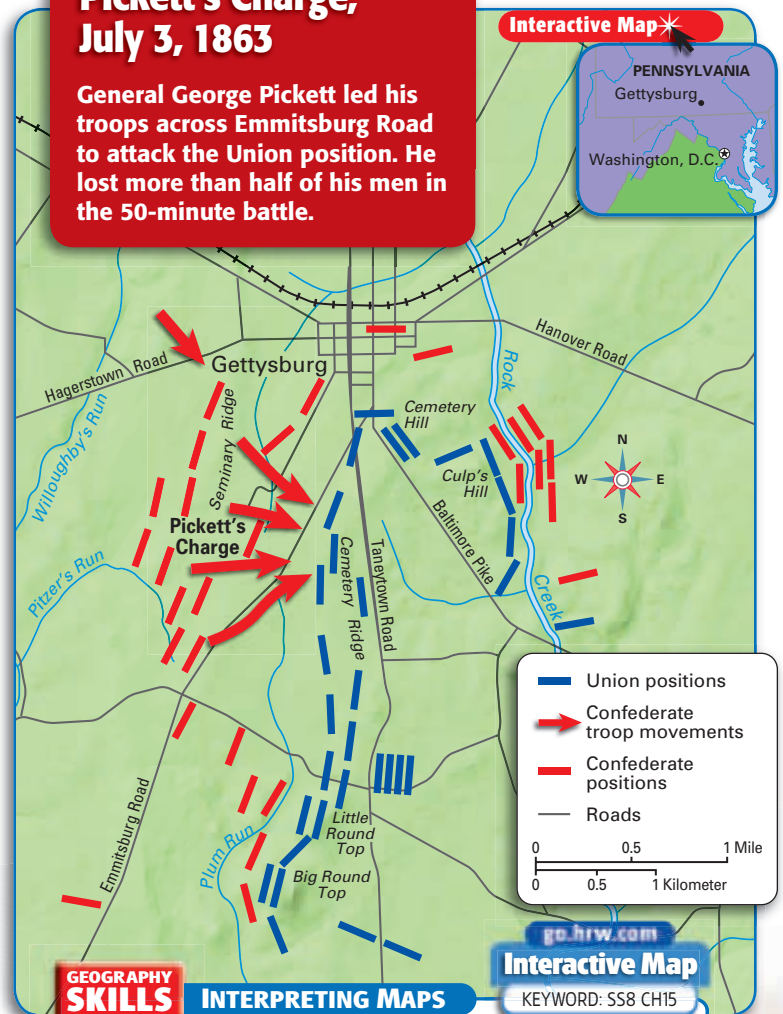 Pickett's Charge,
July 3, 1863
General George Pickett led his
troops across Emmitsburg Road
to attack the Union position. He
lost more than half of his men in
the 50-minute battle.
Interactive Map
PENNSYLVANIA
Gettysburg
Washington, D.C.
Hagerstown Road
Gettysburg
Hanover Road
Rock
Creek
Willoughby's Run
Seminary Ridge
Cemetery
Hill
Culp's
Hill
N
W E
S
Pickett's
Charge
Pitzer's Run
Cemetery Ridge
Taneytown Road
Baltimore Pike
Emmitsburg Road
Plum Run
Little
Round
Top
Big Round
Top
Union positions
Confederate
troop movements
Confederate
positions
Roads
0 0.5 1 Mile
0 0.5 1 Kilometer
GEOGRAPHY
SKILLS
INTERPRETING MAPS
go.hrw.com
Interactive Map
KEYWORD: SS8 CH15